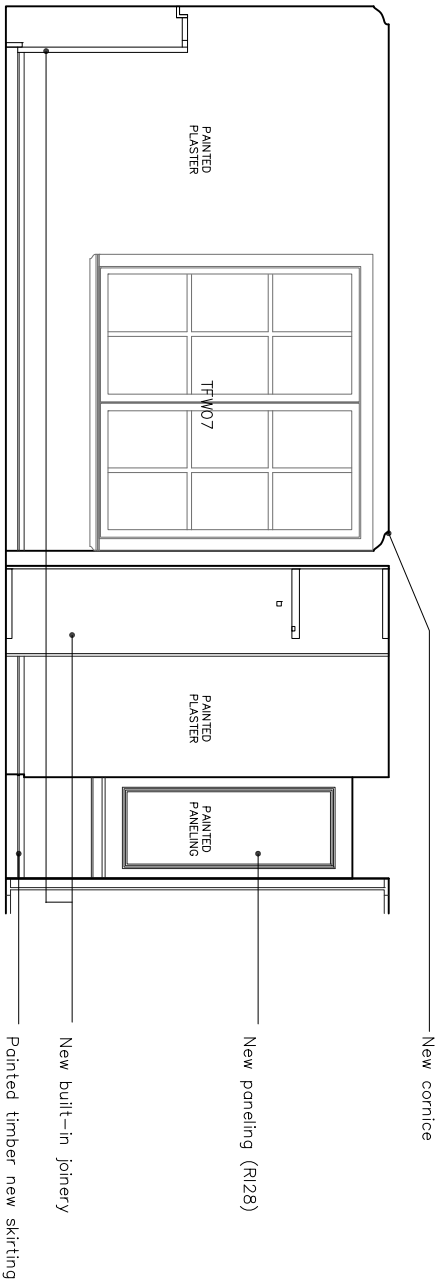 New cornice
New paneling (RI28)
New built-in joinery
Painted timber new skirting
PAINTED
PLASTER
TFW07
PAINTED
PLASTER
PAINTED
PANELING